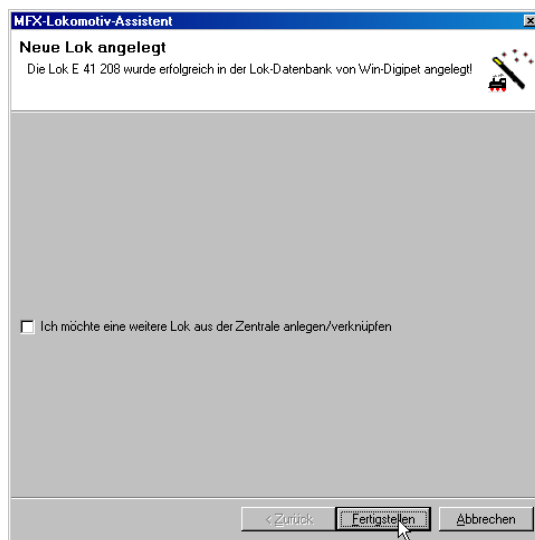 MFX-Lokomotiv-Assistent
Neue Lok angelegt
Die Lok E 41 208 wurde erfolgreich in der Lok-Datenbank von Win-Digipet angelegt!
Ich möchte eine weitere Lok aus der Zentrale anlegen/verknüpfen
< Zurück Fertigstellen Abbrechen